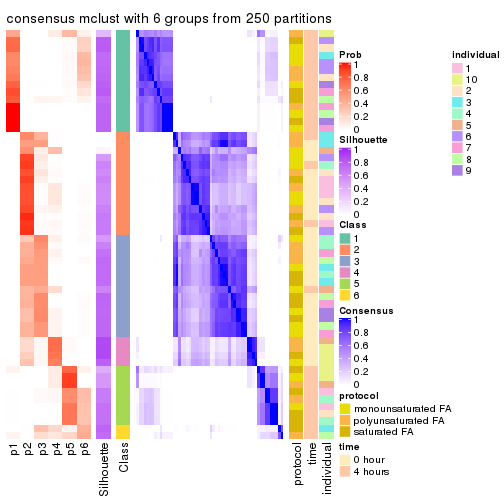 consensus mclust with 6 groups from 250 partitions
Prob
1
0.8
0.6
0.4
0.2
0
Silhouette
1
0.8
0.6
0.4
0.2
0
Class
1
2
3
4
5
6
Consensus
1
0.8
0.6
0.4
0.2
0
protocol
monounsaturated FA
polyunsaturated FA
saturated FA
time
0 hour
4 hours
individual
1
10
2
3
4
5
6
7
8
9
p1
p2
p3
p4
p5
p6
Silhouette
Class
protocol
time
individual